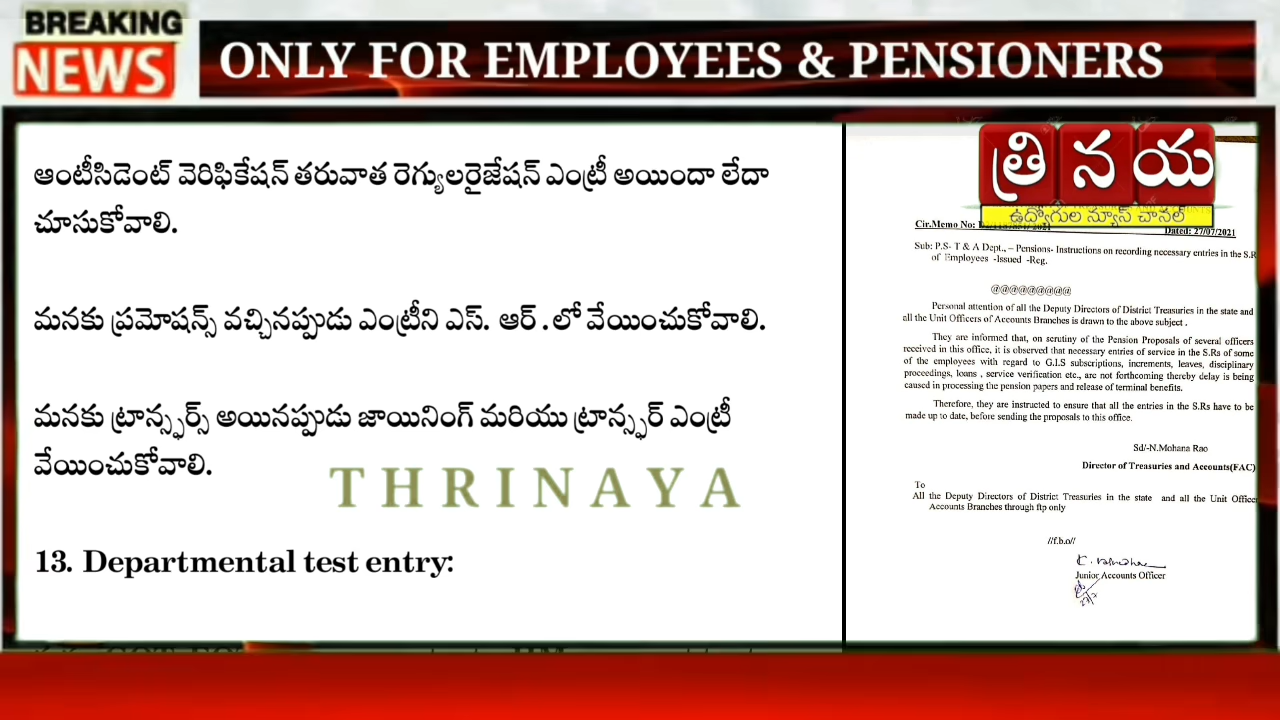 BREAKING
NEWS
ONLY FOR EMPLOYEES & PENSIONERS
ఆంటీసిడెంట్ వెరిఫికేషన్ తరువాత రెగ్యులరైజేషన్ ఎంట్రీ అయిందా లేదా
చూసుకోవాలి.
మనకు ప్రమోషన్స్ వచ్చినప్పుడు ఎంట్రీని ఎస్. ఆర్ .లో వేయించుకోవాలి.
మనకు ట్రాన్స్ఫర్స్ అయినప్పుడు జాయినింగ్ మరియు ట్రాన్స్ఫర్ ఎంట్రీ
వేయించుకోవాలి.
THRINAYA
13. Departmental test entry:
త్రినయ
ఉద్యోగుల న్యూస్ చానల్
Cir.Memo No:
Dated: 27/07/2021
Sub: P.S- T & A Dept., – Pensions- Instructions on recording necessary entries in the S.R
of Employees -Issued -Reg.
@@@@@@@@@
Personal attention of all the Deputy Directors of District Treasuries in the state and
all the Unit Officers of Accounts Branches is drawn to the above subject .
They are informed that, on scrutiny of the Pension Proposals of several officers
received in this office, it is observed that necessary entries of service in the S.Rs of some
of the employees with regard to G.I.S subscriptions, increments, leaves, disciplinary
proceedings, loans , service verification etc., are not forthcoming thereby delay is being
caused in processing the pension papers and release of terminal benefits.
Therefore, they are instructed to ensure that all the entries in the S.Rs have to be
made up to date, before sending the proposals to this office.
Sd/-N.Mohana Rao
Director of Treasuries and Accounts(FAC)
To
All the Deputy Directors of District Treasuries in the state and all the Unit Officer
Accounts Branches through ftp only
//f.b.o//
Junior Accounts Officer